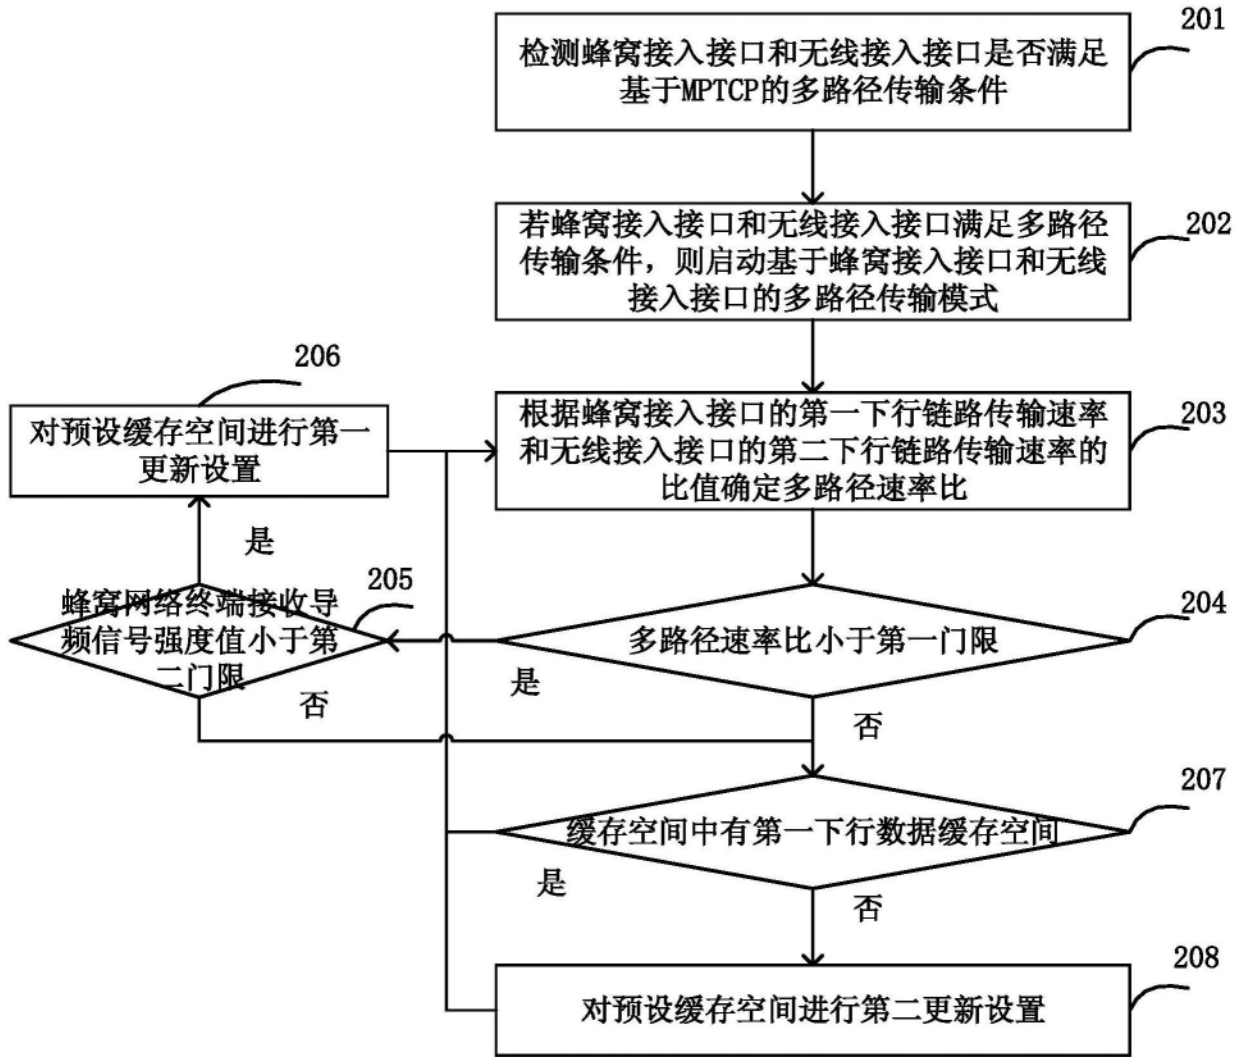 201
检测蜂窝接入接口和无线接入接口是否满足
基于MPTCP的多路径传输条件
202
若蜂窝接入接口和无线接入接口满足多路径
传输条件，则启动基于蜂窝接入接口和无线
接入接口的多路径传输模式
206
对预设缓存空间进行第一
更新设置
203
根据蜂窝接入接口的第一下行链路传输速率
和无线接入接口的第二下行链路传输速率的
比值确定多路径速率比
是
205
蜂窝网络终端接收导
频信号强度值小于第
二门限
204
多路径速率比小于第一门限
是
否
否
207
缓存空间中有第一下行数据缓存空间
是
否
208
对预设缓存空间进行第二更新设置